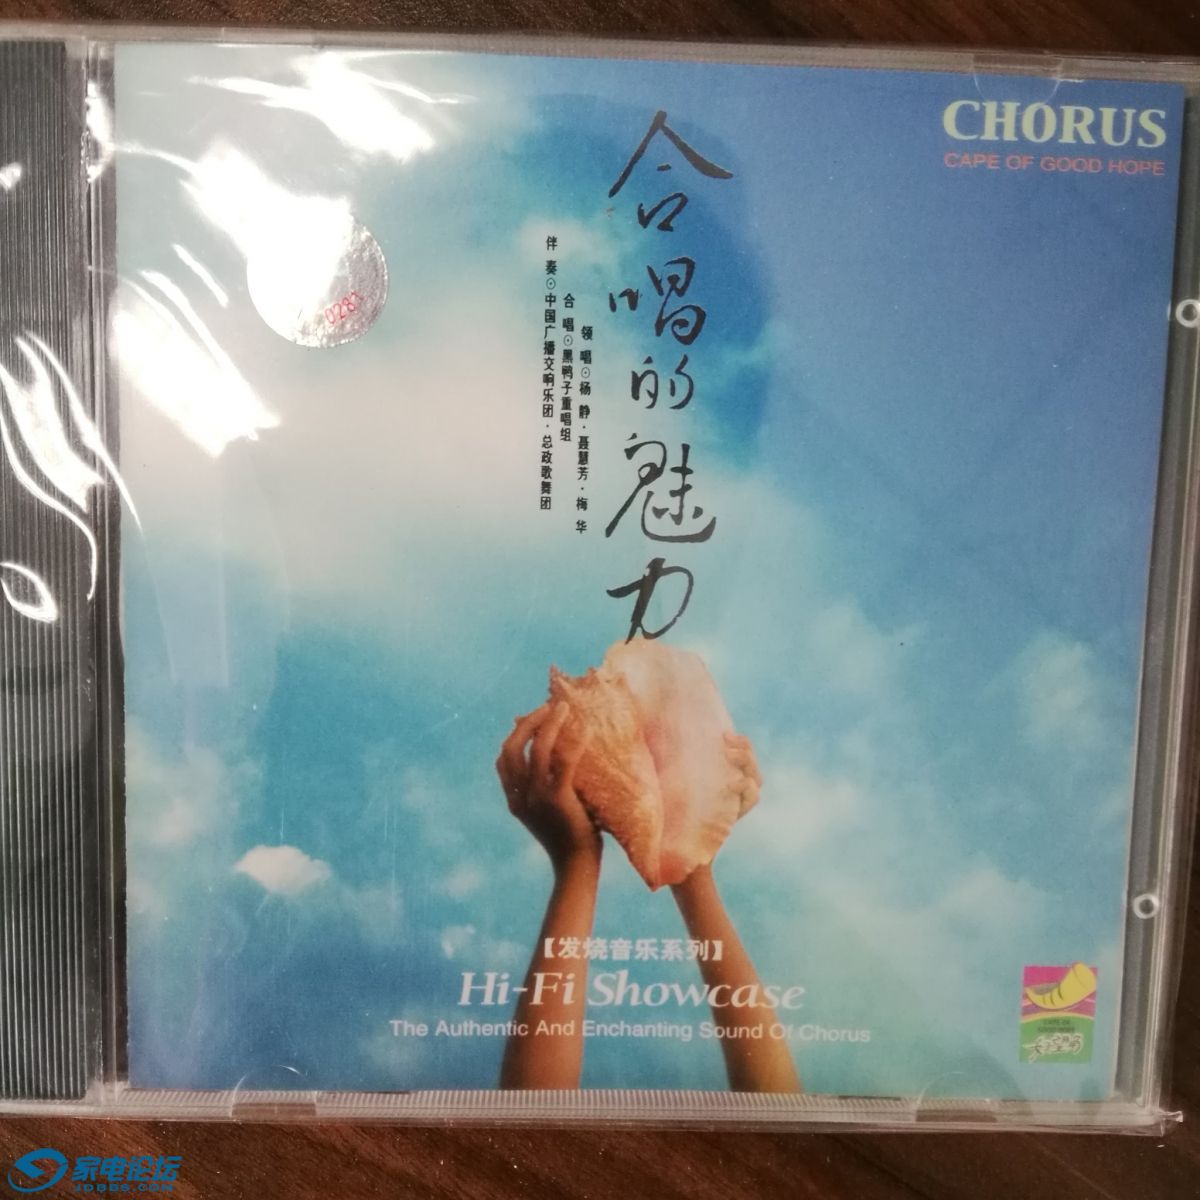 CHORUS
CAPE OF GOOD HOPE
合唱的魅力
领唱⊙杨静·聂慧芳·梅华
合唱⊙黑鸭子重唱组
伴奏⊙中国广播交响乐团·总政歌舞团
0287
【发烧音乐系列】
Hi-Fi Showcase
The Authentic And Enchanting Sound Of Chorus
家电论坛
JDBBS.COM